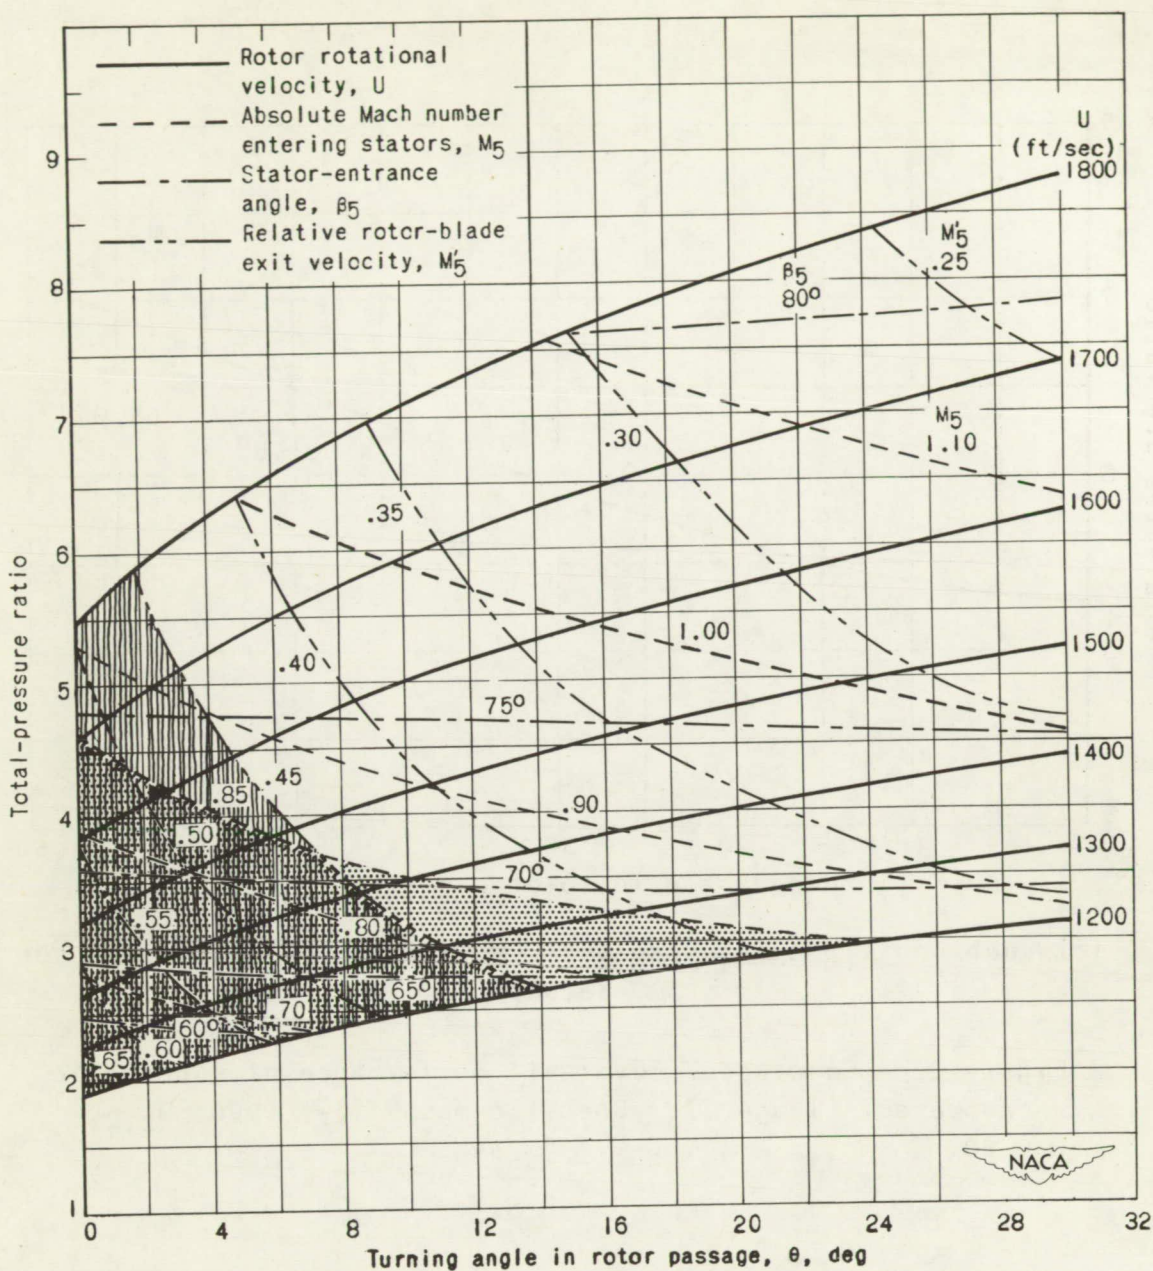 Rotor rotational
velocity, U
Absolute Mach number
entering stators, M5
Stator-entrance
angle, β5
Relative rotor-blade
exit velocity, M'5
U
(ft/sec)
1800
M'5
.25
β5
80°
1700
M5
1.10
.30
1600
.35
1.00
1500
.40
75°
1400
.45
.85
.90
.50
1300
70°
1200
.55
.80
65°
.70
60°
.65
.60
9
8
7
6
5
4
3
2
1
Total-pressure ratio
NACA
0 4 8 12 16 20 24 28 32
Turning angle in rotor passage, θ, deg